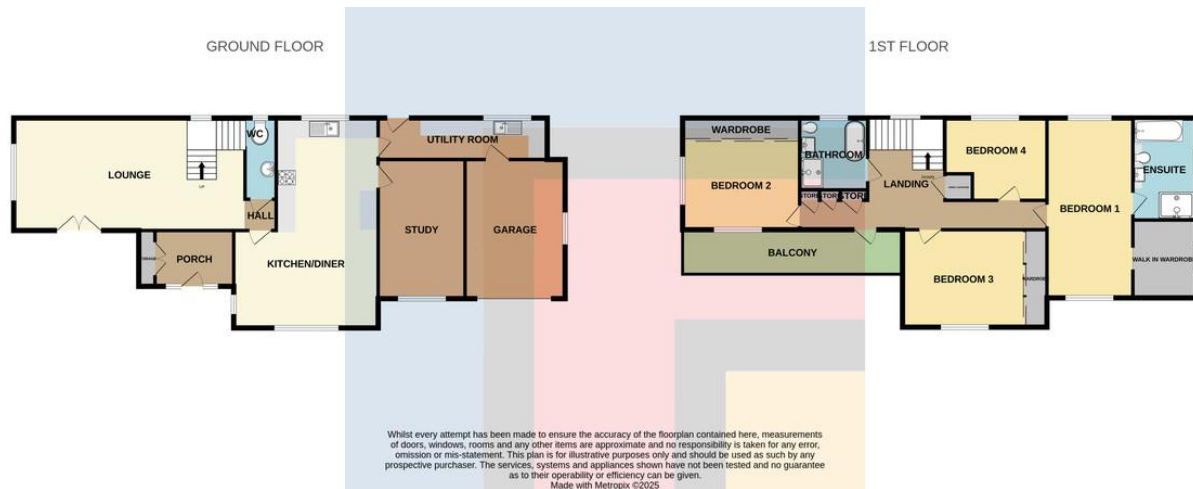 GROUND FLOOR
1ST FLOOR
WC
UTILITY ROOM
LOUNGE
UP
HALL
STUDY
GARAGE
PORCH
KITCHEN/DINER
WARDROBE
BATHROOM
BEDROOM 4
ENSUITE
BEDROOM 2
LANDING
STORE
STORE
STORE
BEDROOM 1
BALCONY
BEDROOM 3
WARDROBE
WALK IN WARDROBE
Whilst every attempt has been made to ensure the accuracy of the floorplan contained here, measurements
of doors, windows, rooms and any other items are approximate and no responsibility is taken for any error,
omission or mis-statement. This plan is for illustrative purposes only and should be used as such by any
prospective purchaser. The services, systems and appliances shown have not been tested and no guarantee
as to their operability or efficiency can be given.
Made with Metropix ©2025